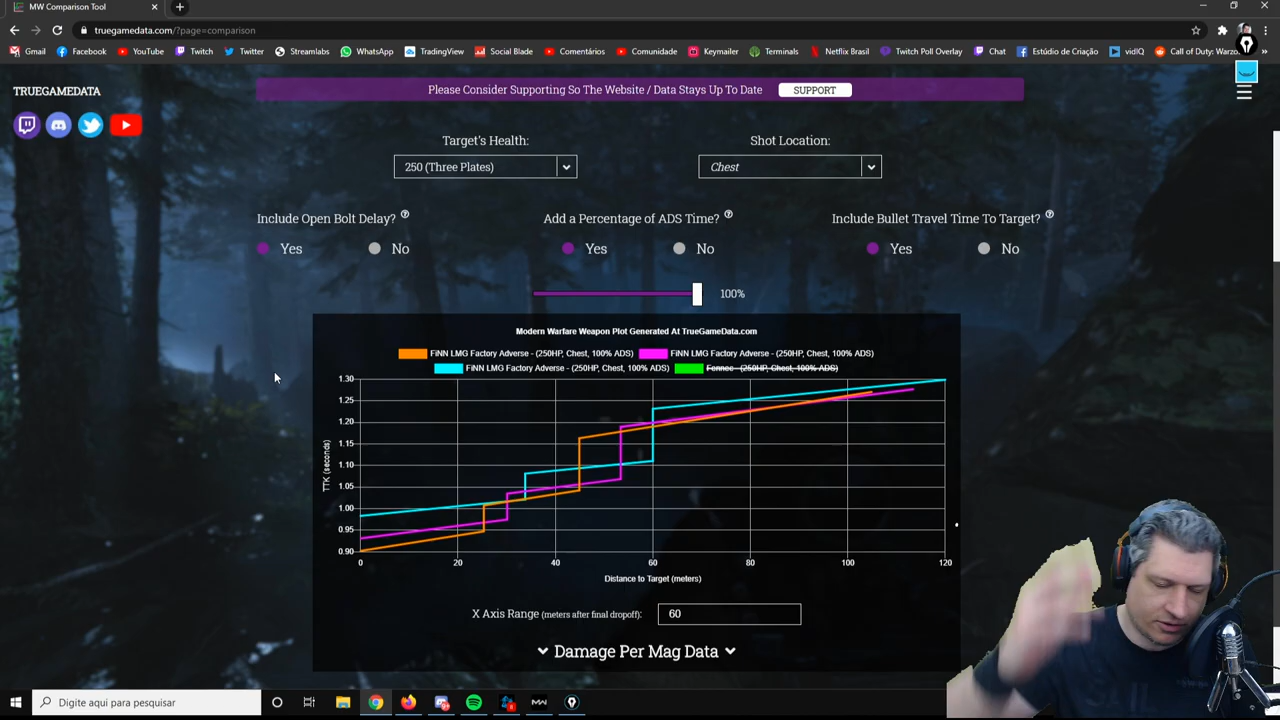 MW Comparison Tool
truegamedata.com/?page=comparison
Gmail Facebook YouTube Twitch Twitter Streamlabs WhatsApp TradingView Social Blade Comentários Comunidade Keymailer Terminals Netflix Brasil Twitch Poll Overlay Chat Estúdio de Criação vidIQ Call of Duty: Warzo
TRUEGAMEDATA
Please Consider Supporting So The Website / Data Stays Up To Date SUPPORT
Target's Health: Shot Location:
250 (Three Plates) Chest
Include Open Bolt Delay? Add a Percentage of ADS Time? Include Bullet Travel Time To Target?
Yes No Yes No Yes No
100%
Modern Warfare Weapon Plot Generated At TrueGameData.com
FiNN LMG Factory Adverse - (250HP, Chest, 100% ADS) FiNN LMG Factory Adverse - (250HP, Chest, 100% ADS)
FiNN LMG Factory Adverse - (250HP, Chest, 100% ADS) Fennec - (250HP, Chest, 100% ADS)
1.30
1.25
1.20
1.15
1.10
1.05
1.00
0.95
0.90
TTK (seconds)
0 20 40 60 80 100 120
Distance to Target (meters)
X Axis Range (meters after final dropoff): 60
Damage Per Mag Data
Digite aqui para pesquisar